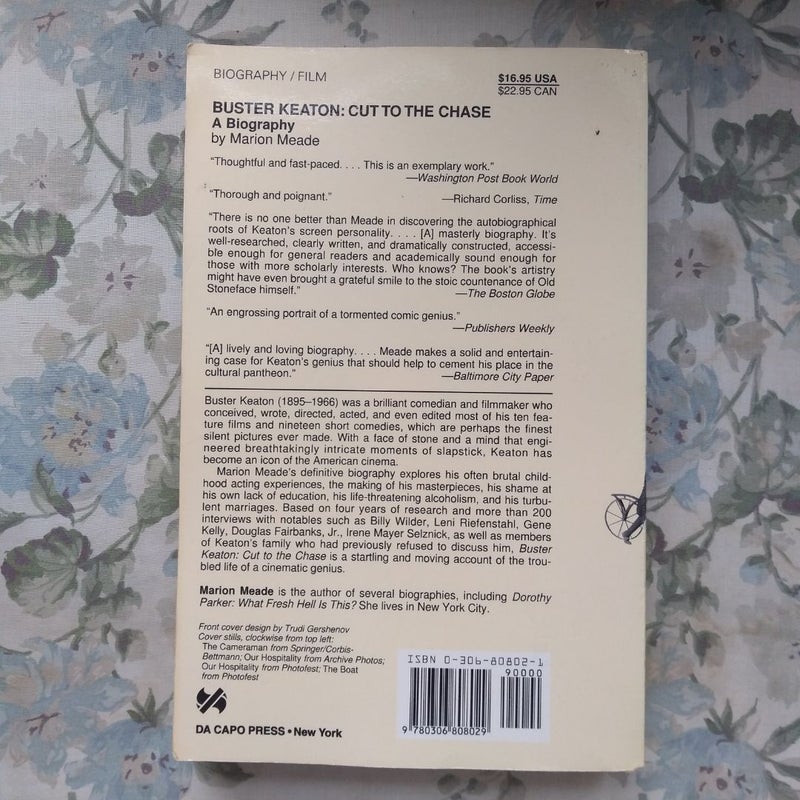 BIOGRAPHY / FILM
$16.95 USA
$22.95 CAN
BUSTER KEATON: CUT TO THE CHASE
A Biography
by Marion Meade
"Thoughtful and fast-paced. . . . This is an exemplary work."
—Washington Post Book World
"Thorough and poignant."
—Richard Corliss, Time
"There is no one better than Meade in discovering the autobiographical
roots of Keaton's screen personality. . . . [A] masterly biography. It's
well-researched, clearly written, and dramatically constructed, accessi-
ble enough for general readers and academically sound enough for
those with more scholarly interests. Who knows? The book's artistry
might have even brought a grateful smile to the stoic countenance of Old
Stoneface himself."
—The Boston Globe
"An engrossing portrait of a tormented comic genius."
—Publishers Weekly
"[A] lively and loving biography. . . . Meade makes a solid and entertain-
ing case for Keaton's genius that should help to cement his place in the
cultural pantheon."
—Baltimore City Paper
Buster Keaton (1895–1966) was a brilliant comedian and filmmaker who
conceived, wrote, directed, acted, and even edited most of his ten fea-
ture films and nineteen short comedies, which are perhaps the finest
silent pictures ever made. With a face of stone and a mind that engi-
neered breathtakingly intricate moments of slapstick, Keaton has
become an icon of the American cinema.
Marion Meade's definitive biography explores his often brutal child-
hood acting experiences, the making of his masterpieces, his shame at
his own lack of education, his life-threatening alcoholism, and his turbu-
lent marriages. Based on four years of research and more than 200
interviews with notables such as Billy Wilder, Leni Riefenstahl, Gene
Kelly, Douglas Fairbanks, Jr., Irene Mayer Selznick, as well as members
of Keaton's family who had previously refused to discuss him, Buster
Keaton: Cut to the Chase is a startling and moving account of the trou-
bled life of a cinematic genius.
Marion Meade is the author of several biographies, including Dorothy
Parker: What Fresh Hell Is This? She lives in New York City.
Front cover design by Trudi Gershenov
Cover stills, clockwise from top left:
The Cameraman from Springer/Corbis-
Bettmann; Our Hospitality from Archive Photos;
Our Hospitality from Photofest; The Boat
from Photofest
DA CAPO PRESS • New York
ISBN 0-306-80802-1
90000
9 780306 808029